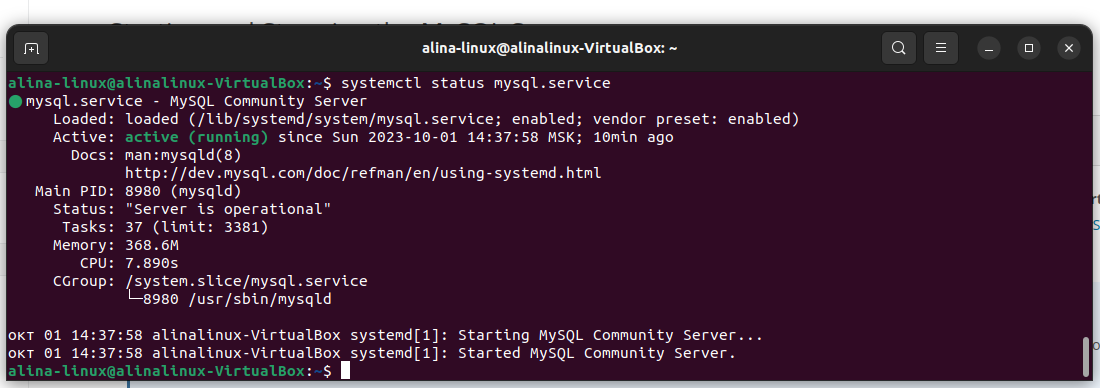 alina-linux@alinalinux-VirtualBox: ~
alina-linux@alinalinux-VirtualBox:~$ systemctl status mysql.service
mysql.service - MySQL Community Server
Loaded: loaded (/lib/systemd/system/mysql.service; enabled; vendor preset: enabled)
Active: active (running) since Sun 2023-10-01 14:37:58 MSK; 10min ago
Docs: man:mysqld(8)
http://dev.mysql.com/doc/refman/en/using-systemd.html
Main PID: 8980 (mysqld)
Status: "Server is operational"
Tasks: 37 (limit: 3381)
Memory: 368.6M
CPU: 7.890s
CGroup: /system.slice/mysql.service
└─8980 /usr/sbin/mysqld
окт 01 14:37:58 alinalinux-VirtualBox systemd[1]: Starting MySQL Community Server...
окт 01 14:37:58 alinalinux-VirtualBox systemd[1]: Started MySQL Community Server.
alina-linux@alinalinux-VirtualBox:~$